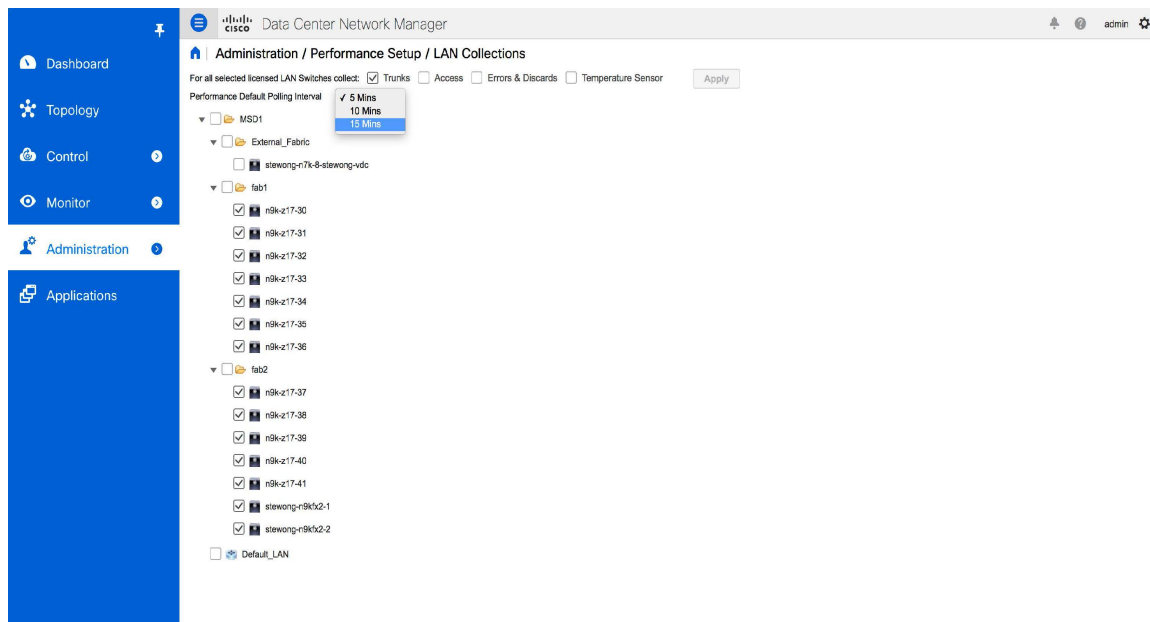 cisco Data Center Network Manager admin
Administration / Performance Setup / LAN Collections
Dashboard
Topology
Control
Monitor
Administration
Applications
For all selected licensed LAN Switches collect: Trunks Access Errors & Discards Temperature Sensor Apply
Performance Default Polling Interval
5 Mins
10 Mins
15 Mins
MSD1
External_Fabric
stewong-n7k-8-stewong-vdc
fab1
n9k-z17-30
n9k-z17-31
n9k-z17-32
n9k-z17-33
n9k-z17-34
n9k-z17-35
n9k-z17-36
fab2
n9k-z17-37
n9k-z17-38
n9k-z17-39
n9k-z17-40
n9k-z17-41
stewong-n9kfx2-1
stewong-n9kfx2-2
Default_LAN